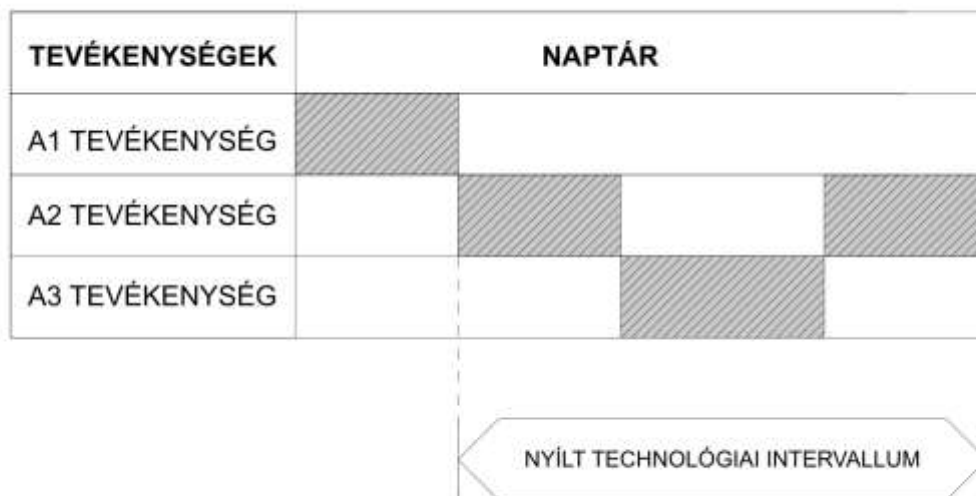 TEVÉKENYSÉGEK
NAPTÁR
A1 TEVÉKENYSÉG
A2 TEVÉKENYSÉG
A3 TEVÉKENYSÉG
NYÍLT TECHNOLÓGIAI INTERVALLUM